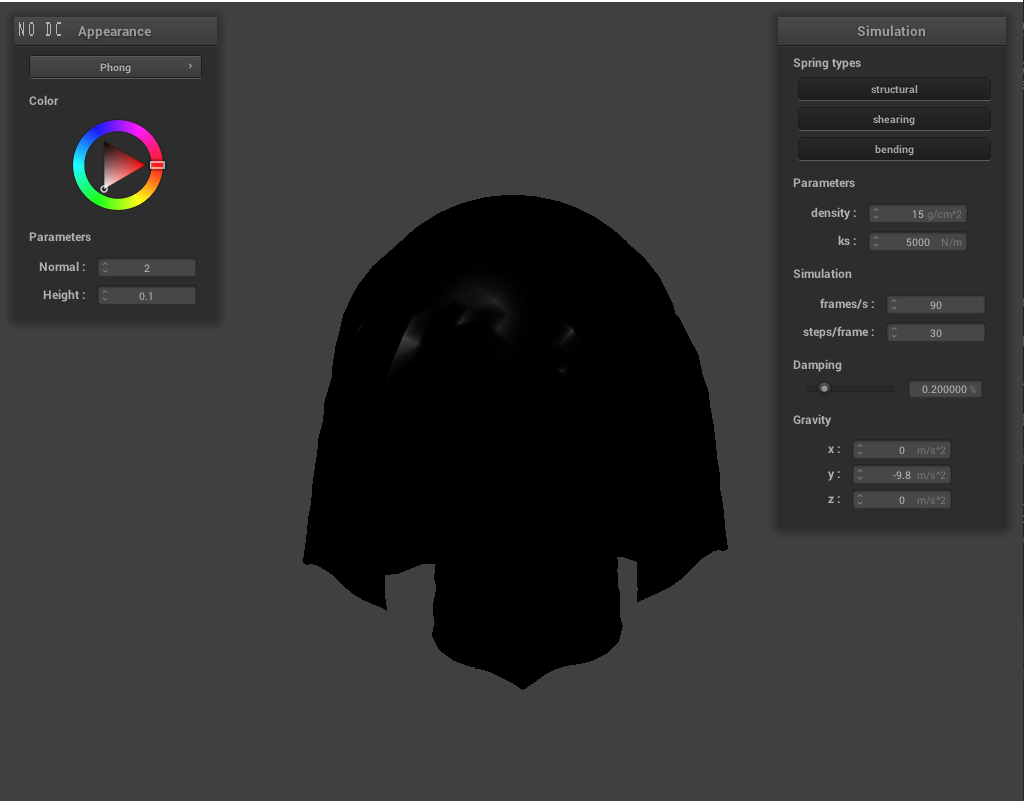 NO DC
Appearance
Phong
Color
Parameters
Normal : 2
Height : 0.1
Simulation
Spring types
structural
shearing
bending
Parameters
density : 15 g/cm^2
ks : 5000 N/m
Simulation
frames/s : 90
steps/frame : 30
Damping
0.200000 %
Gravity
x : 0 m/s^2
y : -9.8 m/s^2
z : 0 m/s^2